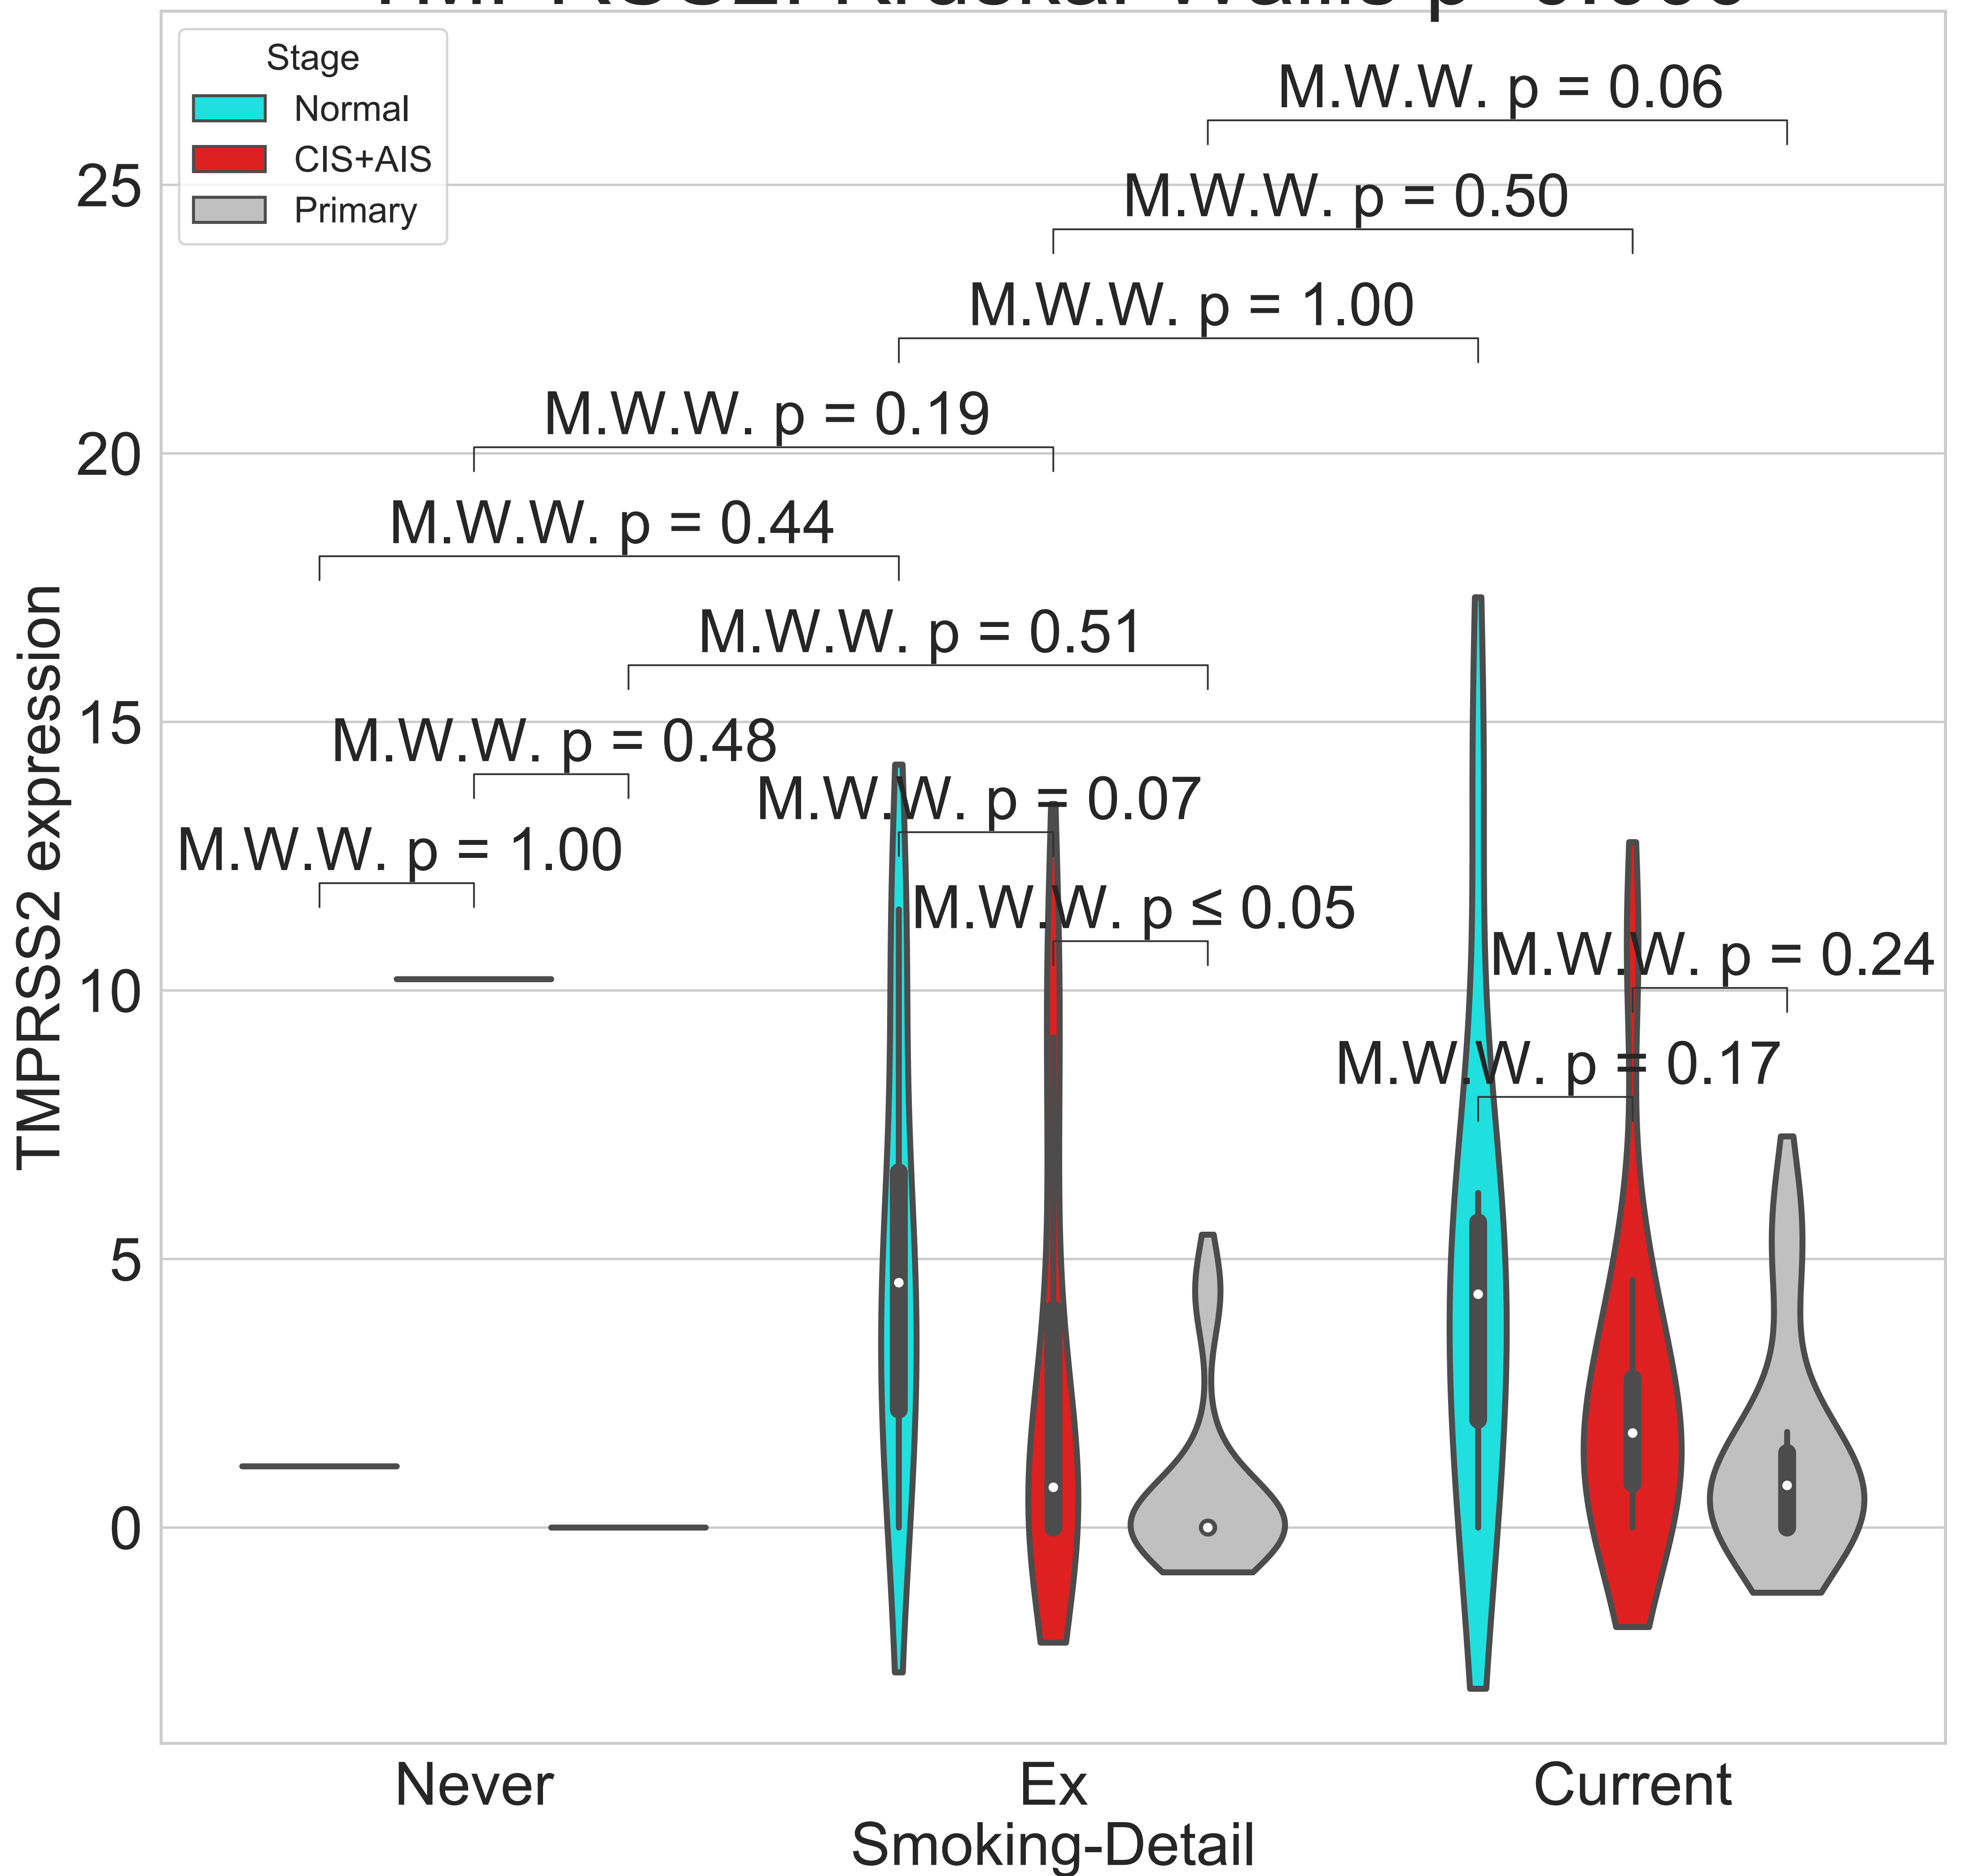 Stage
Normal
CIS+AIS
Primary
M.W.W. p = 0.06
M.W.W. p = 0.50
M.W.W. p = 1.00
M.W.W. p = 0.19
M.W.W. p = 0.44
M.W.W. p = 0.51
M.W.W. p = 0.48
M.W.W. p = 0.07
M.W.W. p = 1.00
M.W.W. p ≤ 0.05
M.W.W. p = 0.24
M.W.W. p = 0.17
25
20
15
10
5
0
TMPRSS2 expression
Never
Ex
Current
Smoking-Detail